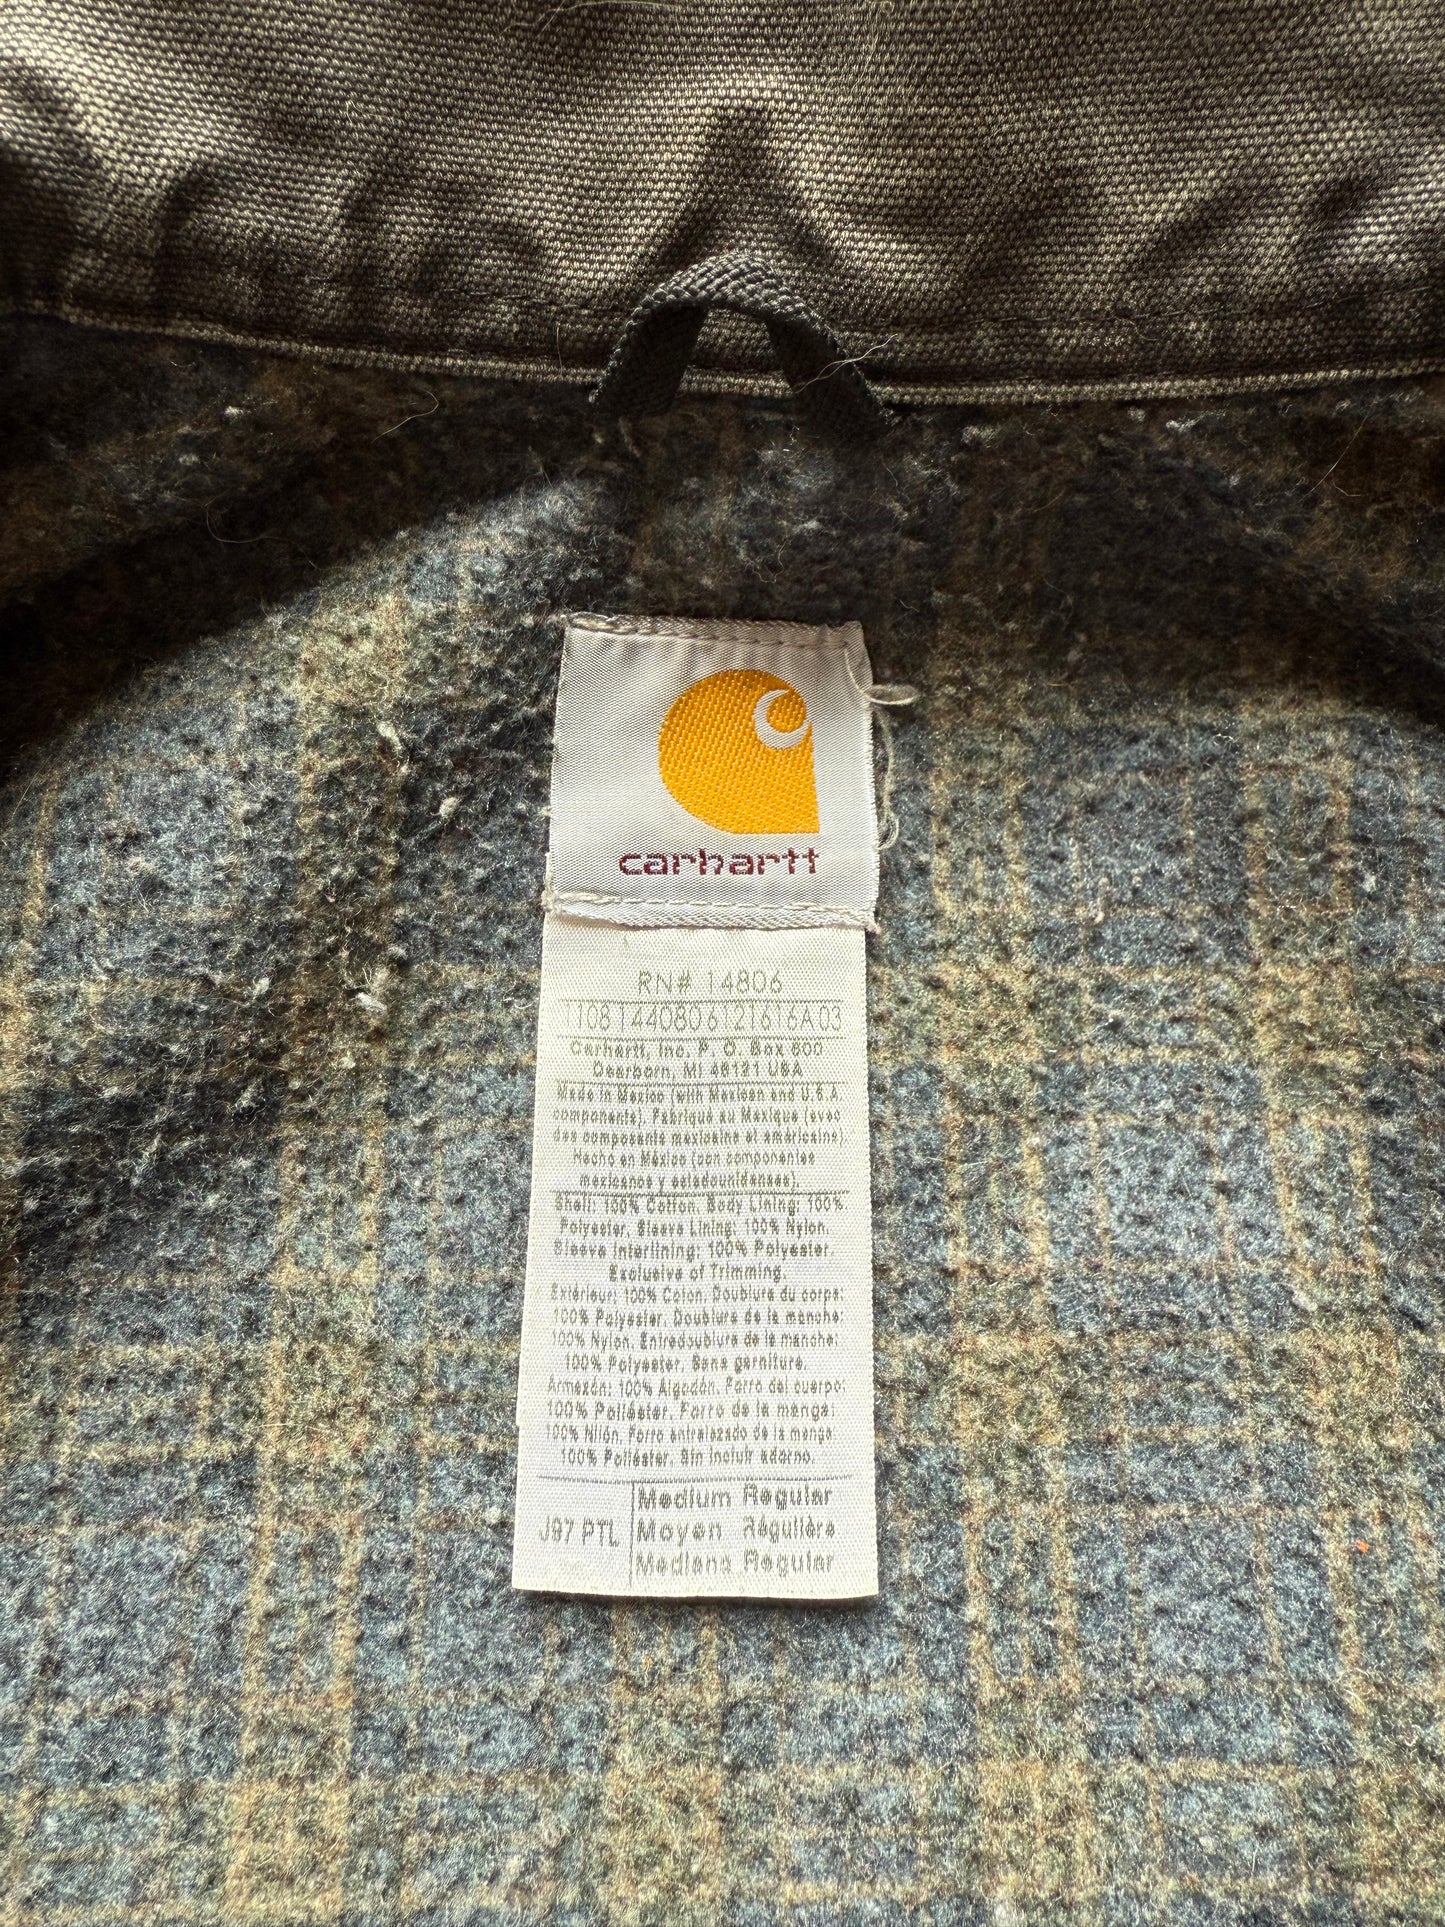 carhartt
RN# 14806
1108144080612​1616A03
Carhartt, Inc. P. O. Box 600
Dearborn, MI 48121 USA
Made in Mexico (with Mexican and U.S.A.
components). Fabriqué au Mexique (avec
des composants mexicains et américains).
Hecho en México (con componentes
mexicanos y estadounidenses).
Shell: 100% Cotton. Body Lining: 100%
Polyester. Sleeve Lining: 100% Nylon.
Sleeve Interlining: 100% Polyester.
Exclusive of Trimming.
Extérieur: 100% Coton. Doublure du corps:
100% Polyester. Doublure de la manche:
100% Nylon. Entredoublure de la manche:
100% Polyester. Sans garniture.
Armazón: 100% Algodón. Forro del cuerpo:
100% Poliéster. Forro de la manga:
100% Nilón. Forro entrelazado de la manga
100% Poliéster. Sin incluir adorno.
J97 PTL
Medium Regular
Moyen Régulière
Mediana Regular